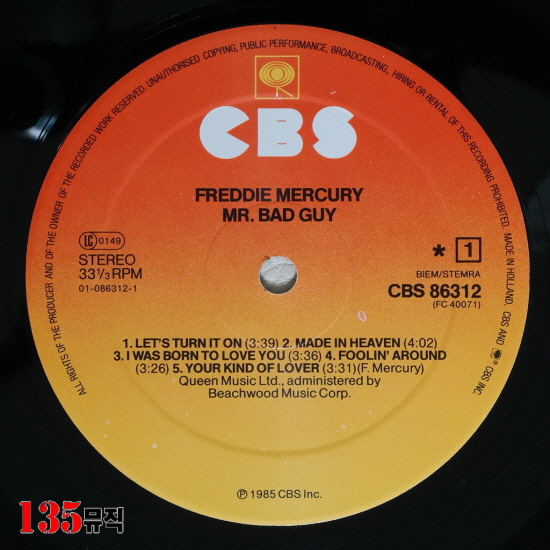 ALL RIGHTS OF THE PRODUCER AND OF THE OWNER OF THE RECORDED WORK RESERVED. UNAUTHORISED COPYING, PUBLIC PERFORMANCE, BROADCASTING, HIRING OR RENTAL OF THIS RECORDING PROHIBITED. MADE IN HOLLAND. CBS AND CBS INC.
CBS
FREDDIE MERCURY
MR. BAD GUY
LC 0149
STEREO
33 1/3 RPM
01-086312-1
* 1
BIEM/STEMRA
CBS 86312
(FC 40071)
1. LET'S TURN IT ON (3:39) 2. MADE IN HEAVEN (4:02)
3. I WAS BORN TO LOVE YOU (3:36) 4. FOOLIN' AROUND
(3:26) 5. YOUR KIND OF LOVER (3:31)(F. Mercury)
Queen Music Ltd., administered by
Beachwood Music Corp.
℗ 1985 CBS Inc.
135뮤직